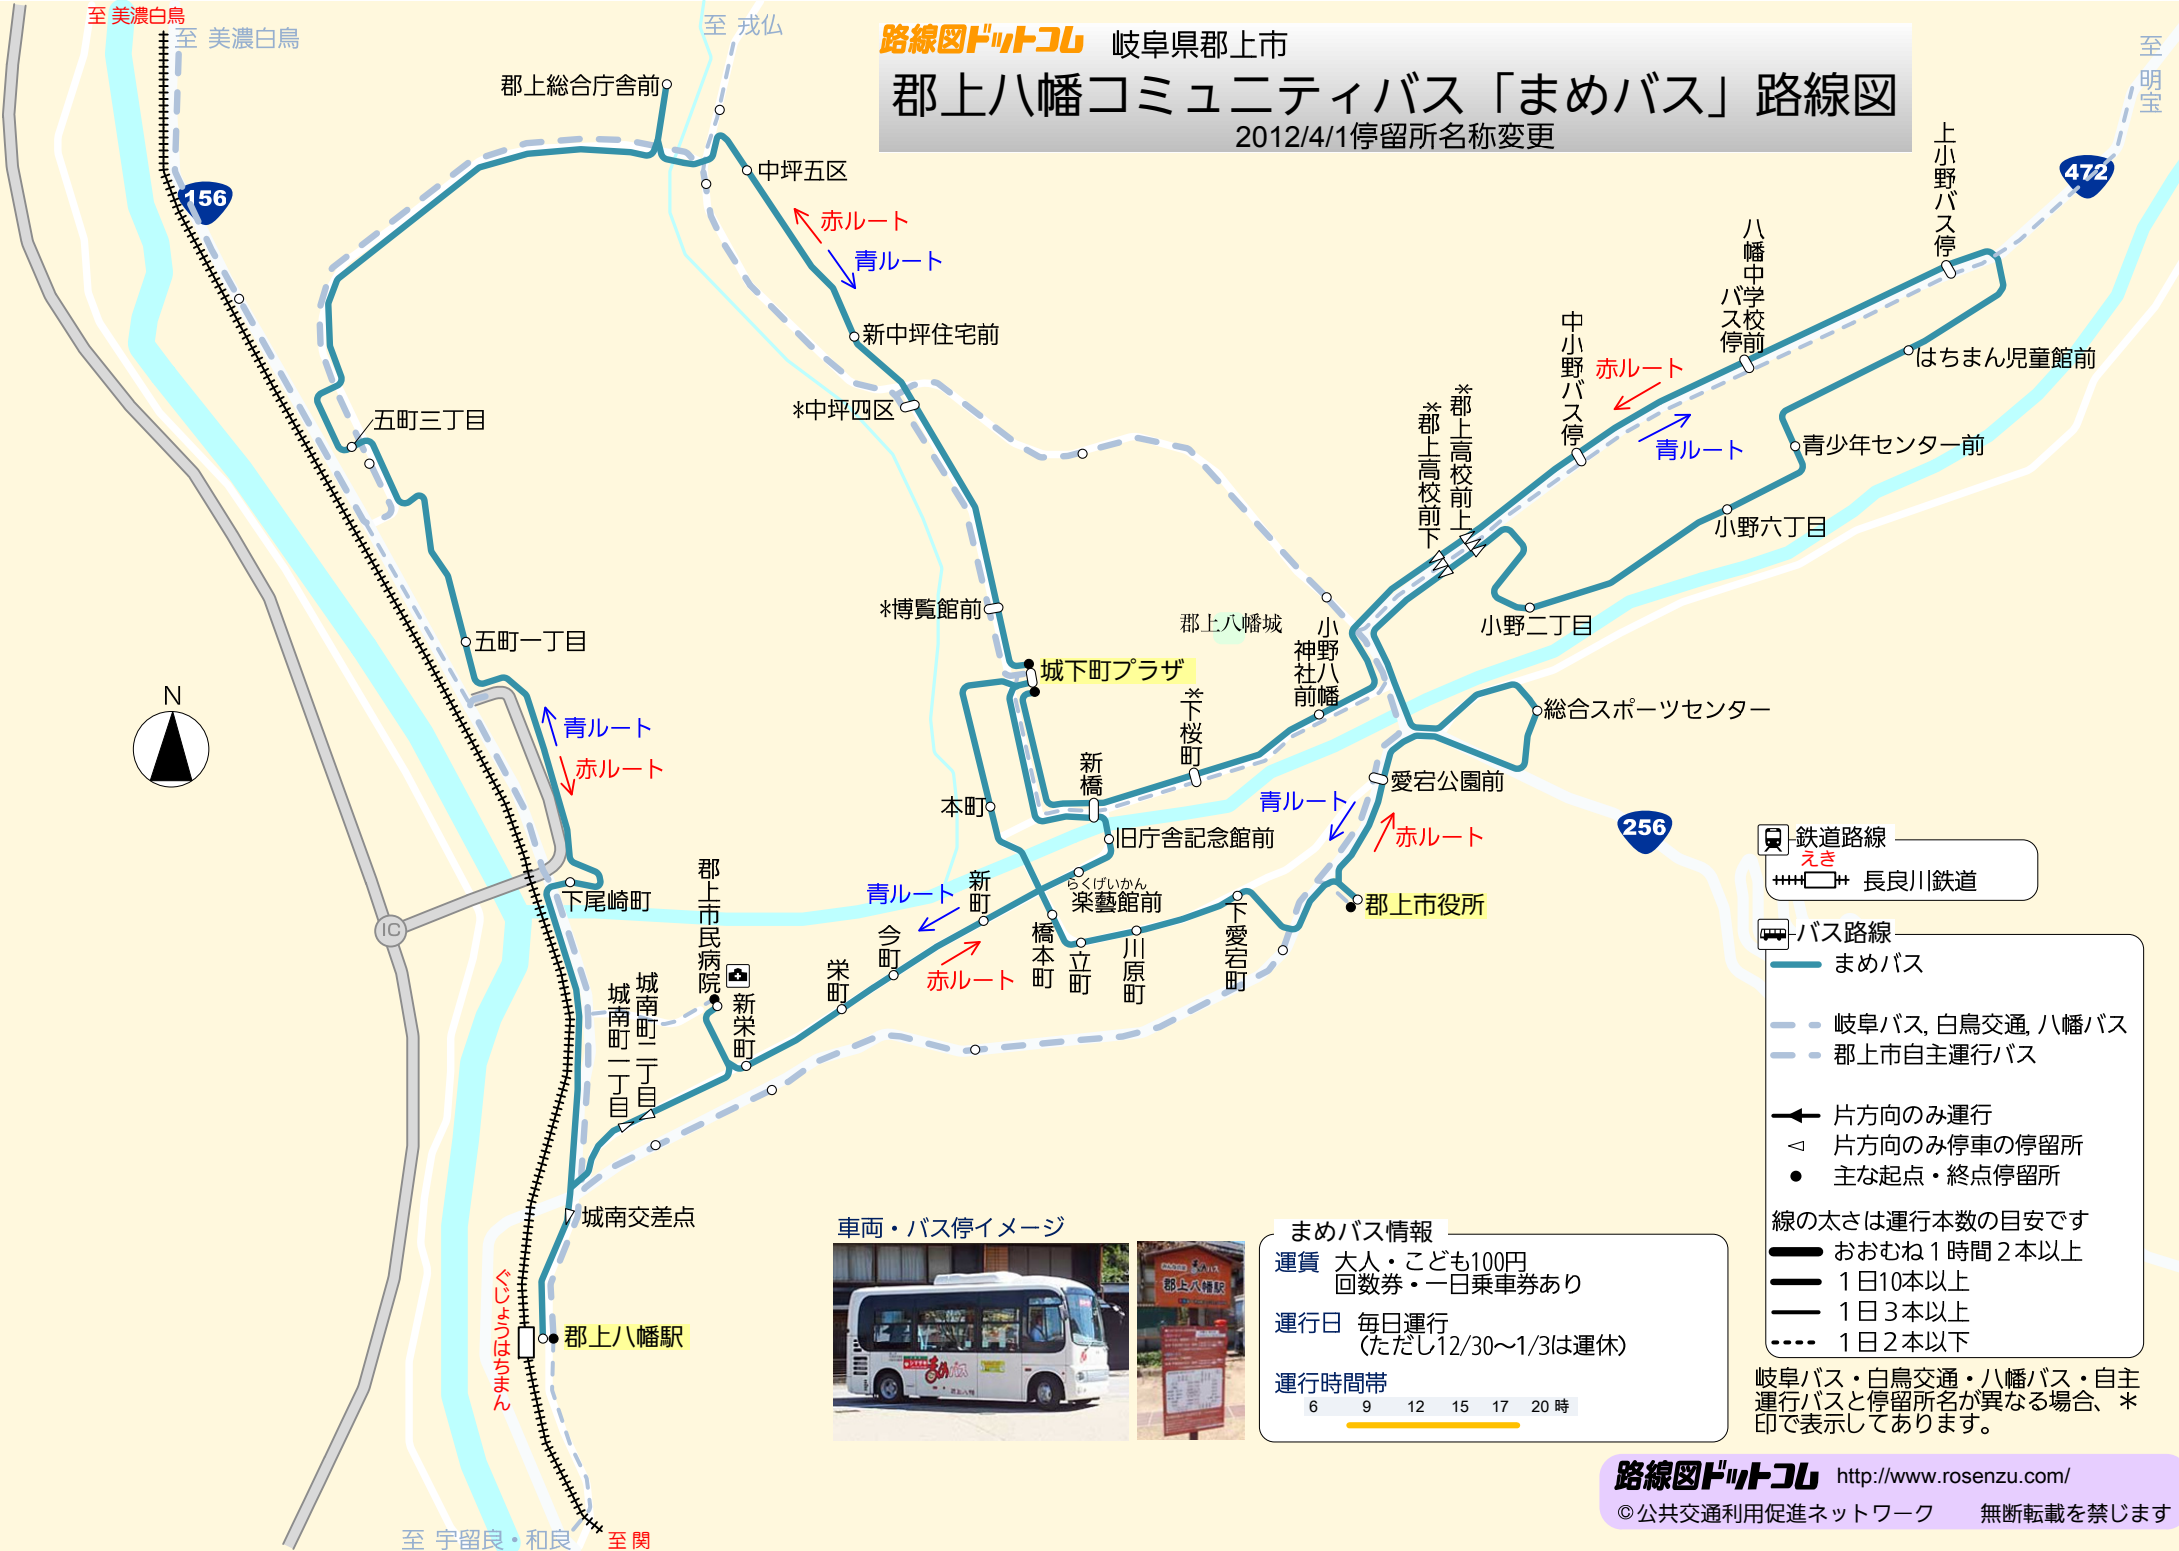 至 美濃白鳥
至 美濃白鳥
至 戎仏
路線図ドットコム 岐阜県郡上市
郡上八幡コミュニティバス「まめバス」路線図
2012/4/1停留所名称変更
至 明宝
156
472
256
郡上総合庁舎前
中坪五区
赤ルート
青ルート
新中坪住宅前
*中坪四区
*博覧館前
城下町プラザ
五町三丁目
五町一丁目
青ルート
赤ルート
下尾崎町
IC
N
上小野バス停
八幡中学校前
バス停
中小野バス停
赤ルート
青ルート
*郡上高校前上
*郡上高校前下
はちまん児童館前
青少年センター前
小野六丁目
小野二丁目
郡上八幡城
小野八幡
神社前
*下桜町
新橋
本町
旧庁舎記念館前
らくげいかん
楽藝館前
総合スポーツセンター
愛宕公園前
青ルート
赤ルート
郡上市役所
下愛宕町
川原町
立町
橋本町
新町
青ルート
赤ルート
今町
栄町
新栄町
郡上市民病院
城南町二丁目
城南町一丁目
城南交差点
郡上八幡駅
ぐじょうはちまん
至 宇留良・和良
至 関
車両・バス停イメージ
まめバス
郡上八幡駅
まめバス情報
運賃 大人・こども100円
回数券・一日乗車券あり
運行日 毎日運行
(ただし12/30〜1/3は運休)
運行時間帯
6 9 12 15 17 20 時
鉄道路線
えき
長良川鉄道
バス路線
まめバス
岐阜バス, 白鳥交通, 八幡バス
郡上市自主運行バス
片方向のみ運行
片方向のみ停車の停留所
主な起点・終点停留所
線の太さは運行本数の目安です
おおむね1時間2本以上
1日10本以上
1日3本以上
1日2本以下
岐阜バス・白鳥交通・八幡バス・自主
運行バスと停留所名が異なる場合、*
印で表示してあります。
路線図ドットコム http://www.rosenzu.com/
©公共交通利用促進ネットワーク 無断転載を禁じます